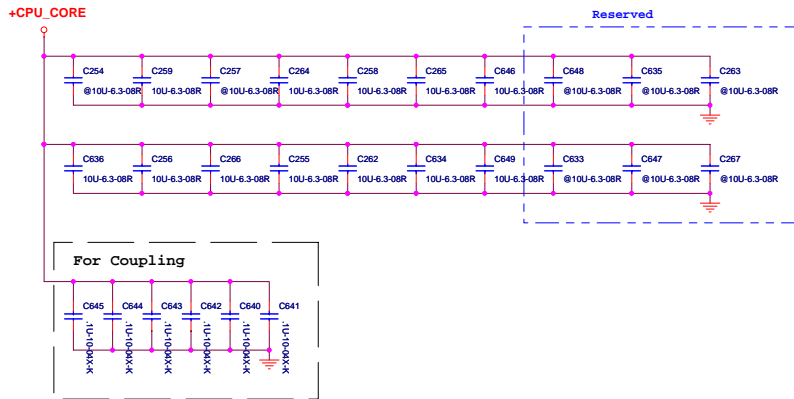 +CPU_CORE
Reserved
C254 C259 C257 C264 C258 C265 C646 C648 C635 C263
@10U-6.3-08R 10U-6.3-08R @10U-6.3-08R 10U-6.3-08R 10U-6.3-08R 10U-6.3-08R 10U-6.3-08R @10U-6.3-08R @10U-6.3-08R @10U-6.3-08R
C636 C256 C266 C255 C262 C634 C649 C633 C647 C267
10U-6.3-08R 10U-6.3-08R 10U-6.3-08R 10U-6.3-08R 10U-6.3-08R 10U-6.3-08R 10U-6.3-08R @10U-6.3-08R @10U-6.3-08R @10U-6.3-08R
For Coupling
C645 C644 C643 C642 C640 C641
.1U-10-04X-K .1U-10-04X-K .1U-10-04X-K .1U-10-04X-K .1U-10-04X-K .1U-10-04X-K